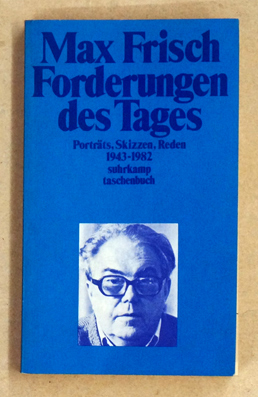 Max Frisch
Forderungen
des Tages
Porträts, Skizzen, Reden
1943-1982
suhrkamp
taschenbuch